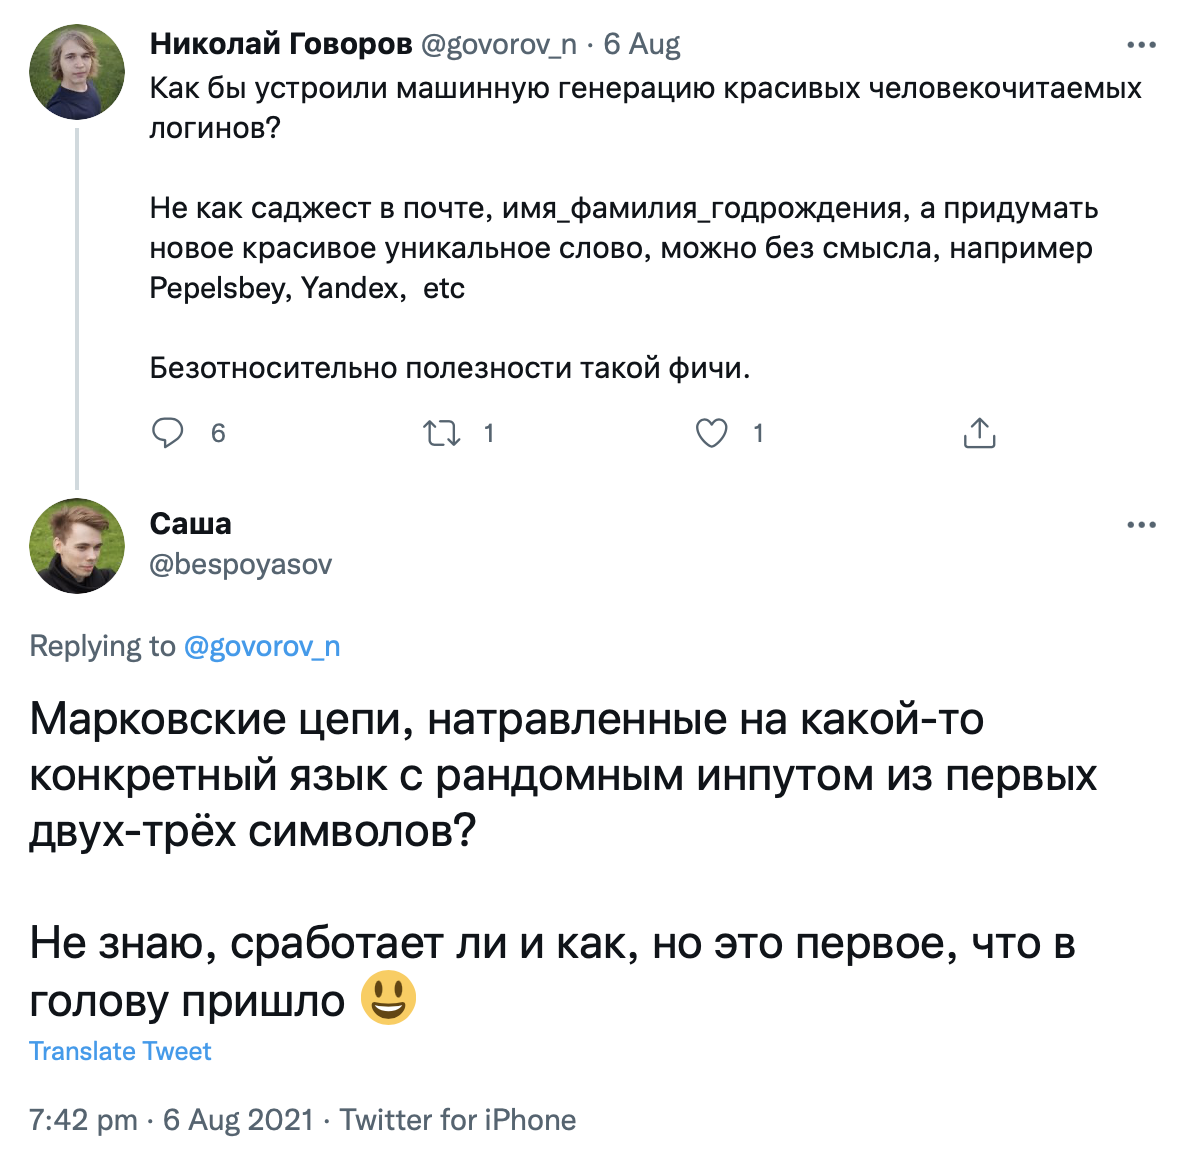 Николай Говоров @govorov_n · 6 Aug
Как бы устроили машинную генерацию красивых человекочитаемых
логинов?
Не как саджест в почте, имя_фамилия_годрождения, а придумать
новое красивое уникальное слово, можно без смысла, например
Pepelsbey, Yandex, etc
Безотносительно полезности такой фичи.
6 1 1
Саша
@bespoyasov
Replying to @govorov_n
Марковские цепи, натравленные на какой-то
конкретный язык с рандомным инпутом из первых
двух-трёх символов?
Не знаю, сработает ли и как, но это первое, что в
голову пришло 😃
Translate Tweet
7:42 pm · 6 Aug 2021 · Twitter for iPhone